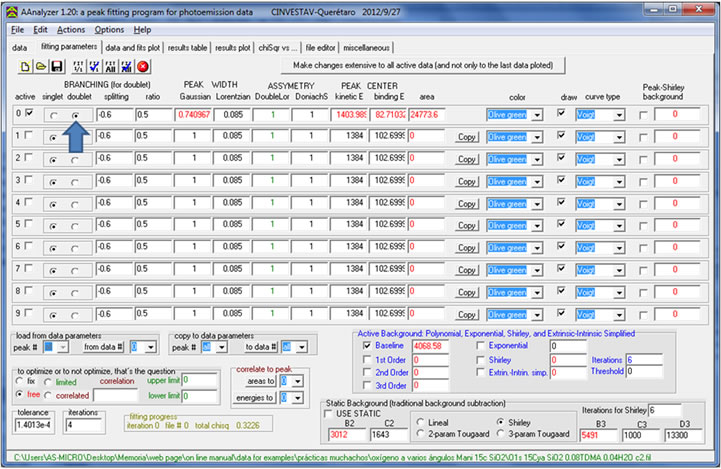 AAnalyzer 1.20: a peak fitting program for photoemission data CINVESTAV-Querétaro 2012/9/27
File Edit Actions Options Help
data fitting parameters data and fits plot results table results plot chiSqr vs ... file editor miscellaneous
FIT FIT FIT ALL
Make changes extensive to all active data (and not only to the last data ploted)
BRANCHING (for doublet) PEAK WIDTH ASSYMETRY PEAK CENTER Peak-Shirley
active singlet doublet splitting ratio Gaussian Lorentzian DoubleLor DoniachS kinetic E binding E area color draw curve type background
0 -0.6 0.5 0.740967 0.085 1 1 1403.989 82.71032 24773.6 Olive green Voigt 0
1 -0.6 0.5 1 0.085 1 1 1384 102.6999 0 Copy Olive green Voigt 0
2 -0.6 0.5 1 0.085 1 1 1384 102.6999 0 Copy Olive green Voigt 0
3 -0.6 0.5 1 0.085 1 1 1384 102.6999 0 Copy Olive green Voigt 0
4 -0.6 0.5 1 0.085 1 1 1384 102.6999 0 Copy Olive green Voigt 0
5 -0.6 0.5 1 0.085 1 1 1384 102.6999 0 Copy Olive green Voigt 0
6 -0.6 0.5 1 0.085 1 1 1384 102.6999 0 Copy Olive green Voigt 0
7 -0.6 0.5 1 0.085 1 1 1384 102.6999 0 Copy Olive green Voigt 0
8 -0.6 0.5 1 0.085 1 1 1384 102.6999 0 Copy Olive green Voigt 0
9 -0.6 0.5 1 0.085 1 1 1384 102.6999 0 Copy Olive green Voigt 0
load from data parameters
peak # from data # 0
copy to data parameters
peak # all to data # all
Active Background: Polynomial, Exponential, Shirley, and Extrinsic-Intrinsic Simplified
Baseline 4068.58 Exponential 0
1st Order 0 Shirley 0 Iterations 6
2nd Order 0 Extrin.-Intrin. simp. 0 Threshold 0
3rd Order 0
to optimize or to not optimize, that's the question
fix limited correlation upper limit 0
free correlated lower limit 0
correlate to peak
areas to 0
energies to 0
tolerance iterations
1.4013e-4 4
fitting progress
iteration 0 file # 0 total chisq 0.3226
Static Background (traditional background subtraction)
USE STATIC
B2 C2
3012 1643
Lineal Shirley
2-param Tougaard 3-param Tougaard
Iterations for Shirley 6
B3 C3 D3
5491 1000 13300
C:\Users\AS-MICRO\Desktop\Memoria\web page\on line manual\data for examples\prácticas muchachos\oxígeno a varios ángulos Mani 15c SiO2\O1s 15Cya SiO2 0.08TDMA 0.04H2O c2.fil